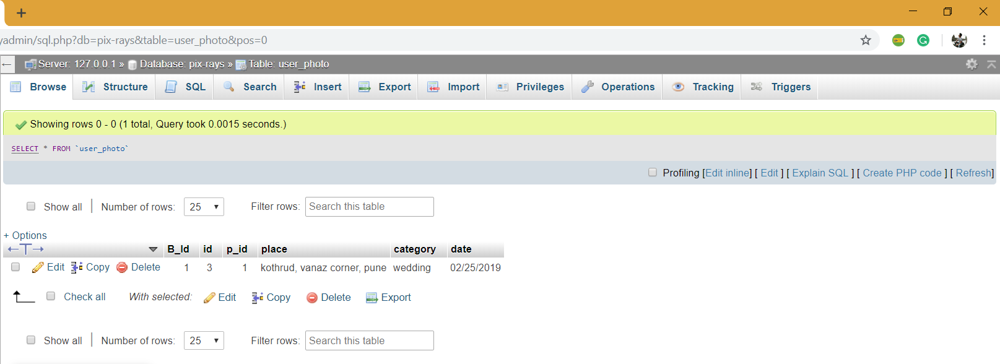 yadmin/sql.php?db=pix-rays&table=user_photo&pos=0
Server: 127.0.0.1 » Database: pix-rays » Table: user_photo
Browse Structure SQL Search Insert Export Import Privileges Operations Tracking Triggers
Showing rows 0 - 0 (1 total, Query took 0.0015 seconds.)
SELECT * FROM `user_photo`
Profiling [Edit inline] [ Edit ] [ Explain SQL ] [ Create PHP code ] [ Refresh]
Show all Number of rows: 25 Filter rows: Search this table
+ Options
B_Id id p_id place category date
Edit Copy Delete 1 3 1 kothrud, vanaz corner, pune wedding 02/25/2019
Check all With selected: Edit Copy Delete Export
Show all Number of rows: 25 Filter rows: Search this table